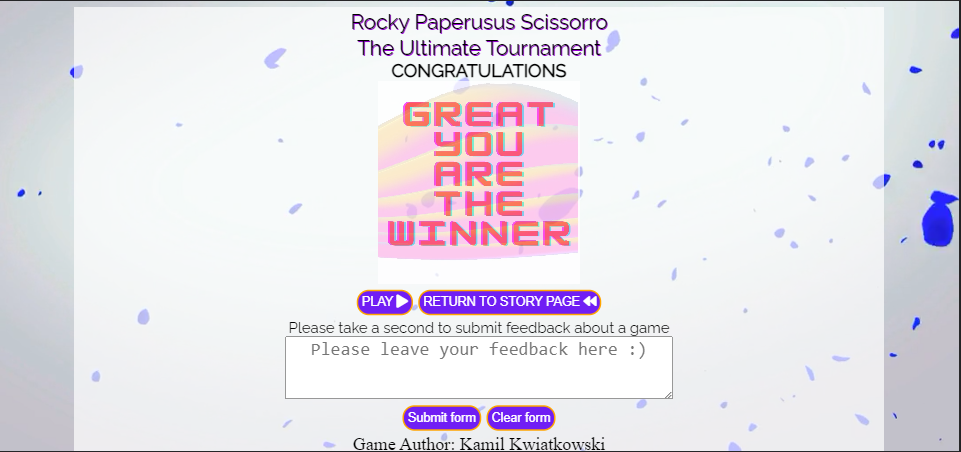 Rocky Paperusus Scissorro
The Ultimate Tournament
CONGRATULATIONS
GREAT
YOU
ARE
THE
WINNER
PLAY RETURN TO STORY PAGE
Please take a second to submit feedback about a game
Please leave your feedback here :)
Submit form Clear form
Game Author: Kamil Kwiatkowski